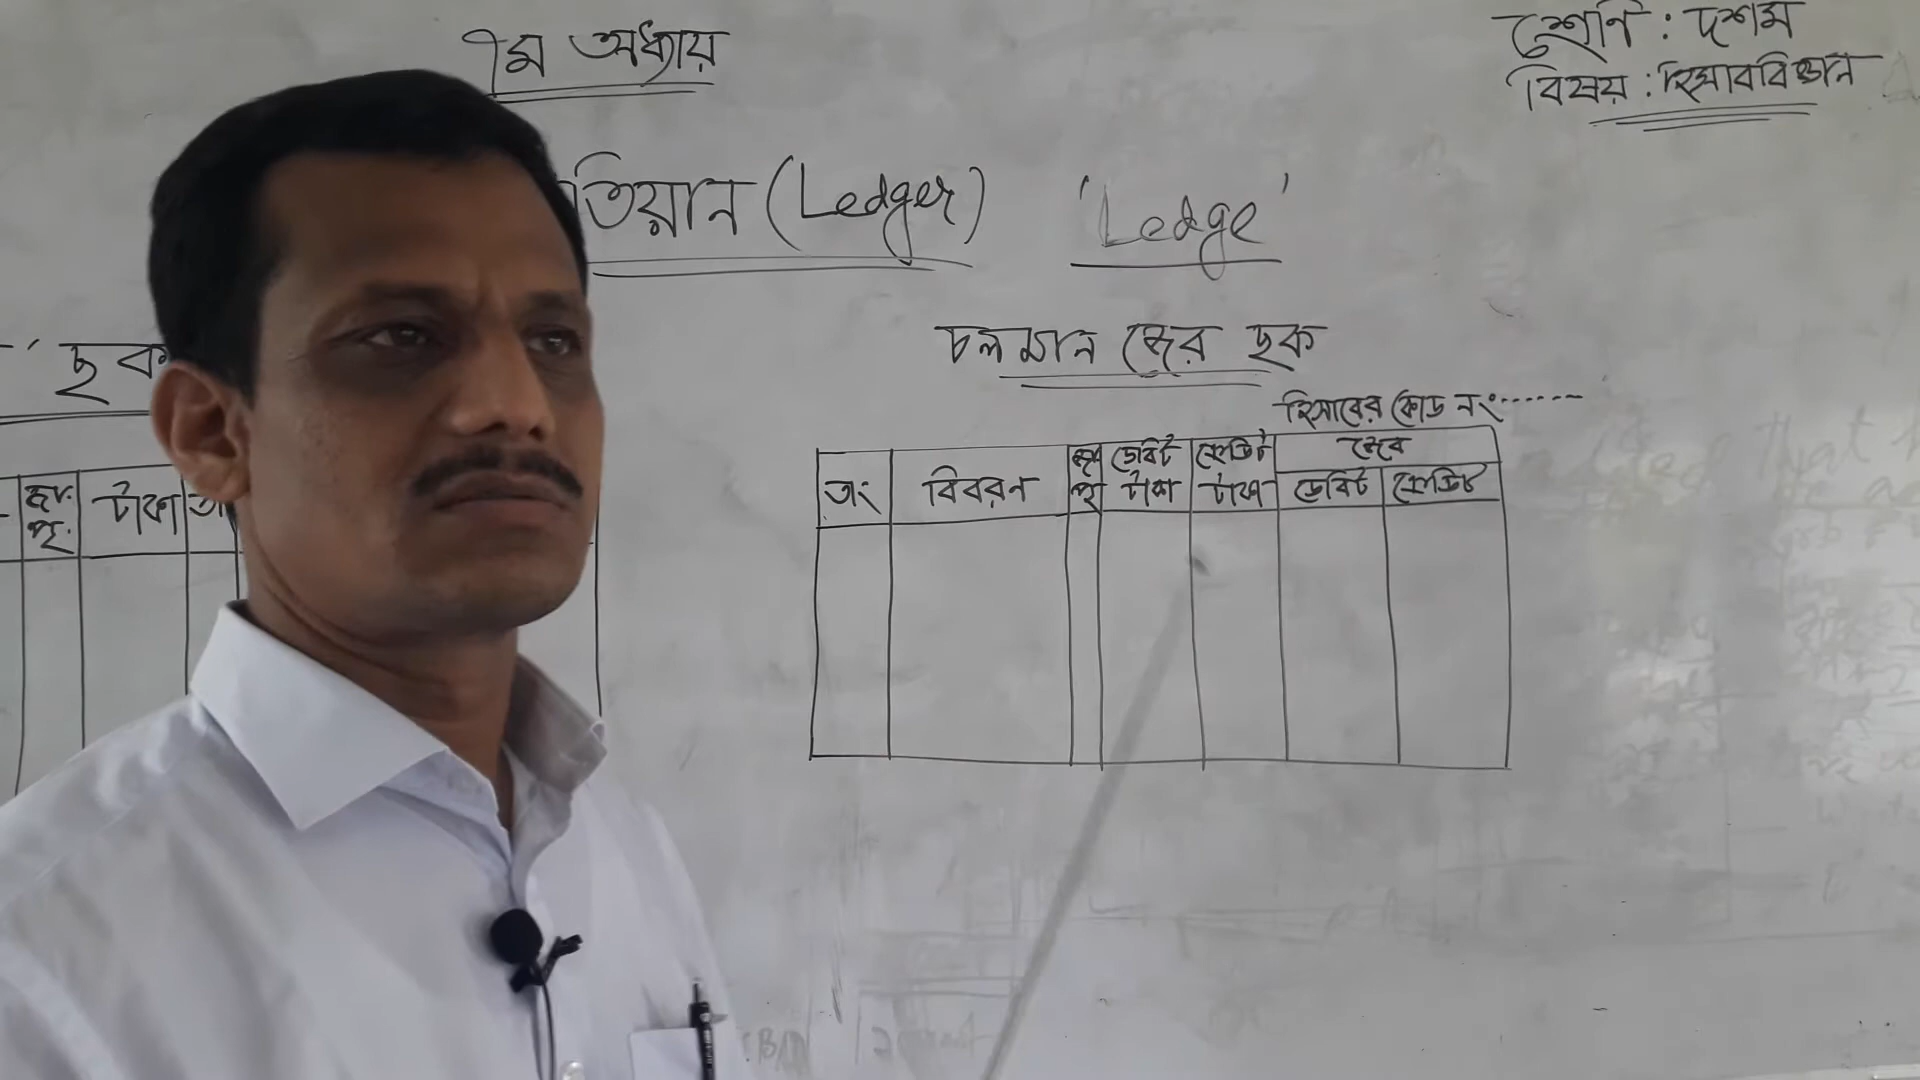 ৭ম অধ্যায়
শ্রেণি : দশম
বিষয় : হিসাববিজ্ঞান
তিয়ান (Ledger) 'Ledge'
ছক
চলমান জের ছক
হিসাবের কোড নং......
জাঃ পৃঃ টাকা তা
তাং বিবরণ জাঃ পৃ ডেবিট টাকা ক্রেডিট টাকা জের
ডেবিট ক্রেডিট